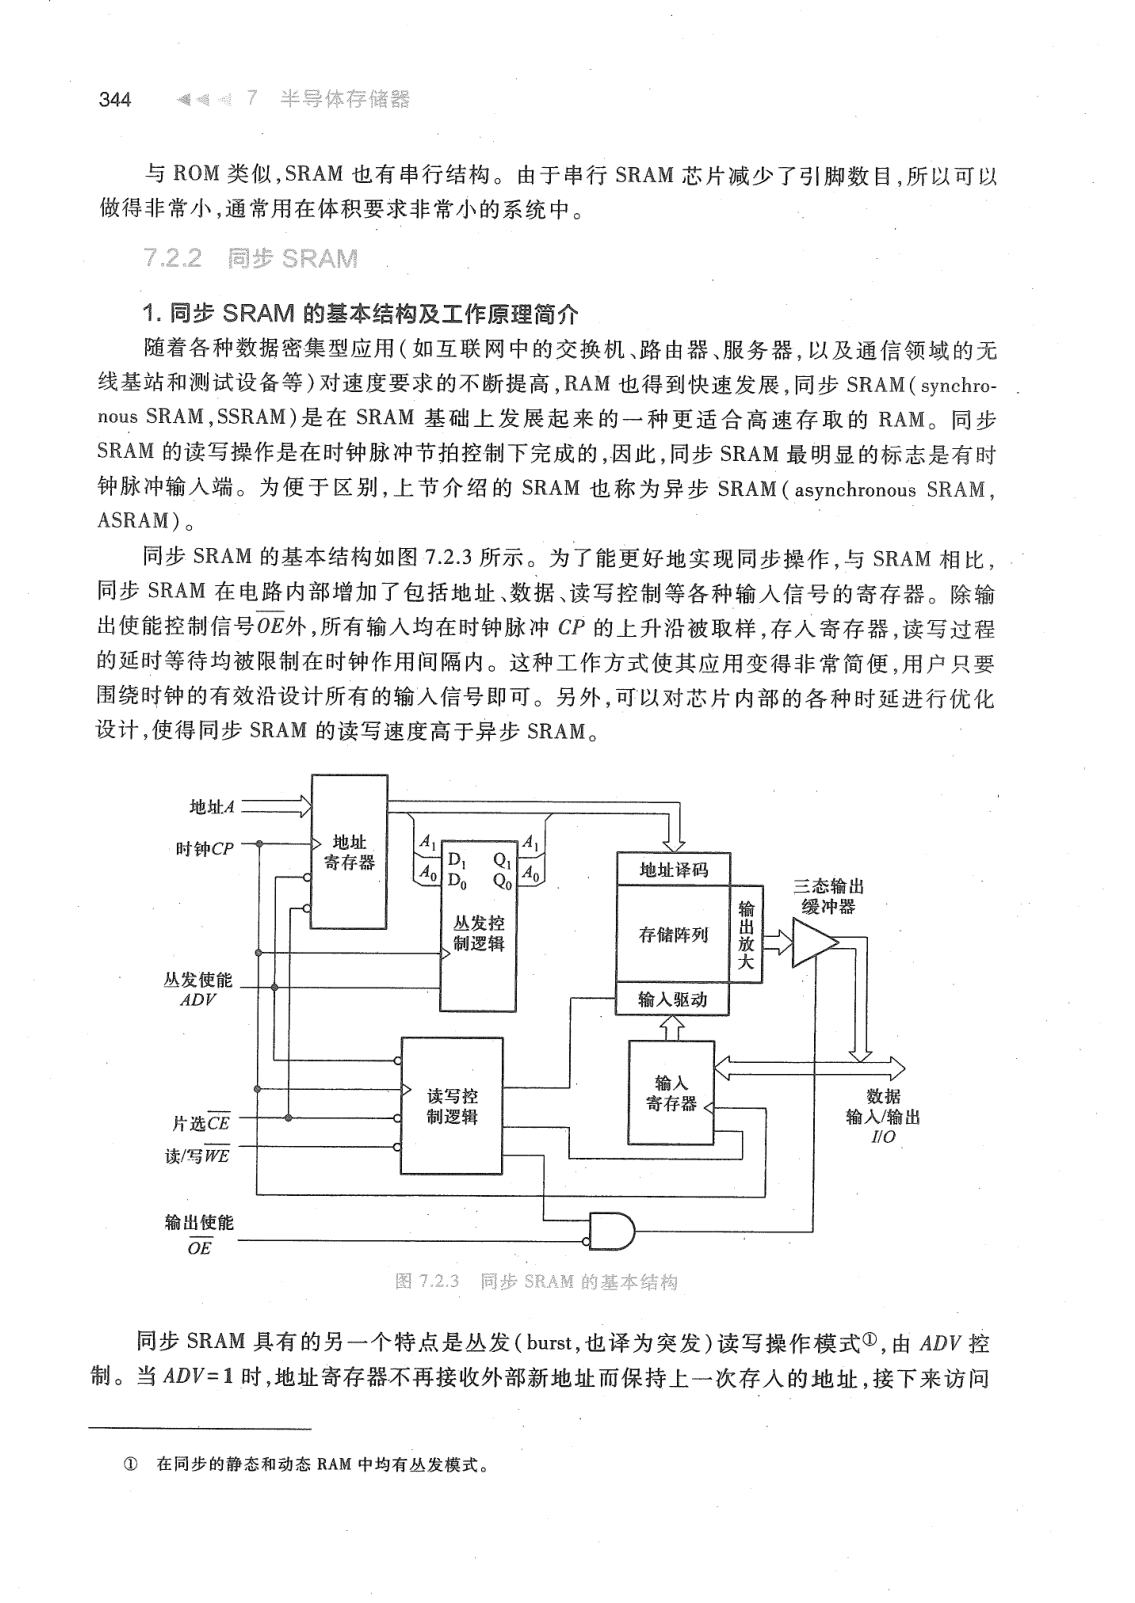 344 7 半导体存储器
与 ROM 类似,SRAM 也有串行结构。由于串行 SRAM 芯片减少了引脚数目,所以可以
做得非常小,通常用在体积要求非常小的系统中。
7.2.2 同步 SRAM
1. 同步 SRAM 的基本结构及工作原理简介
随着各种数据密集型应用(如互联网中的交换机、路由器、服务器,以及通信领域的无
线基站和测试设备等)对速度要求的不断提高,RAM 也得到快速发展,同步 SRAM(synchro-
nous SRAM,SSRAM)是在 SRAM 基础上发展起来的一种更适合高速存取的 RAM。同步
SRAM 的读写操作是在时钟脉冲节拍控制下完成的,因此,同步 SRAM 最明显的标志是有时
钟脉冲输入端。为便于区别,上节介绍的 SRAM 也称为异步 SRAM(asynchronous SRAM,
ASRAM)。
同步 SRAM 的基本结构如图 7.2.3 所示。为了能更好地实现同步操作,与 SRAM 相比,
同步 SRAM 在电路内部增加了包括地址、数据、读写控制等各种输入信号的寄存器。除输
出使能控制信号O̅E̅外,所有输入均在时钟脉冲 CP 的上升沿被取样,存入寄存器,读写过程
的延时等待均被限制在时钟作用间隔内。这种工作方式使其应用变得非常简便,用户只要
围绕时钟的有效沿设计所有的输入信号即可。另外,可以对芯片内部的各种时延进行优化
设计,使得同步 SRAM 的读写速度高于异步 SRAM。
地址A
时钟CP
地址
寄存器
A₁
A₀
D₁ Q₁
D₀ Q₀
A₁
A₀
丛发控
制逻辑
地址译码
存储阵列
输出放大
输入驱动
三态输出
缓冲器
丛发使能
ADV
读写控
制逻辑
输入
寄存器
数据
输入/输出
I/O
片选C̅E̅
读/写W̅E̅
输出使能
O̅E̅
图 7.2.3 同步 SRAM 的基本结构
同步 SRAM 具有的另一个特点是丛发(burst,也译为突发)读写操作模式①,由 ADV 控
制。当 ADV=1 时,地址寄存器不再接收外部新地址而保持上一次存入的地址,接下来访问
① 在同步的静态和动态 RAM 中均有丛发模式。